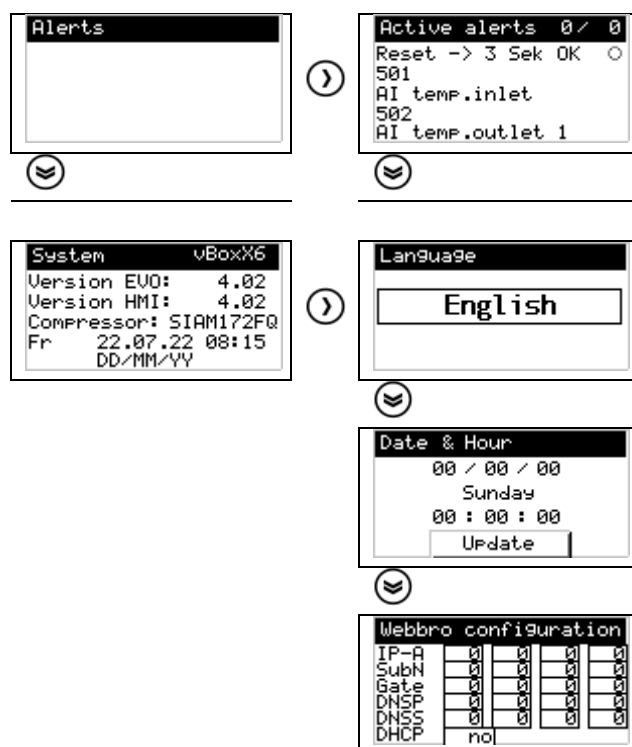 Alerts
Active alerts 0/ 0
Reset -> 3 Sek OK
501
AI temp.inlet
502
AI temp.outlet 1
System vBoxX6
Version EVO: 4.02
Version HMI: 4.02
Compressor: SIAM172FQ
Fr 22.07.22 08:15
DD/MM/YY
Language
English
Date & Hour
00 / 00 / 00
Sunday
00 : 00 : 00
Update
Webbro configuration
IP-A 0 0 0 0
SubN 0 0 0 0
Gate 0 0 0 0
DNSP 0 0 0 0
DNSS 0 0 0 0
DHCP no